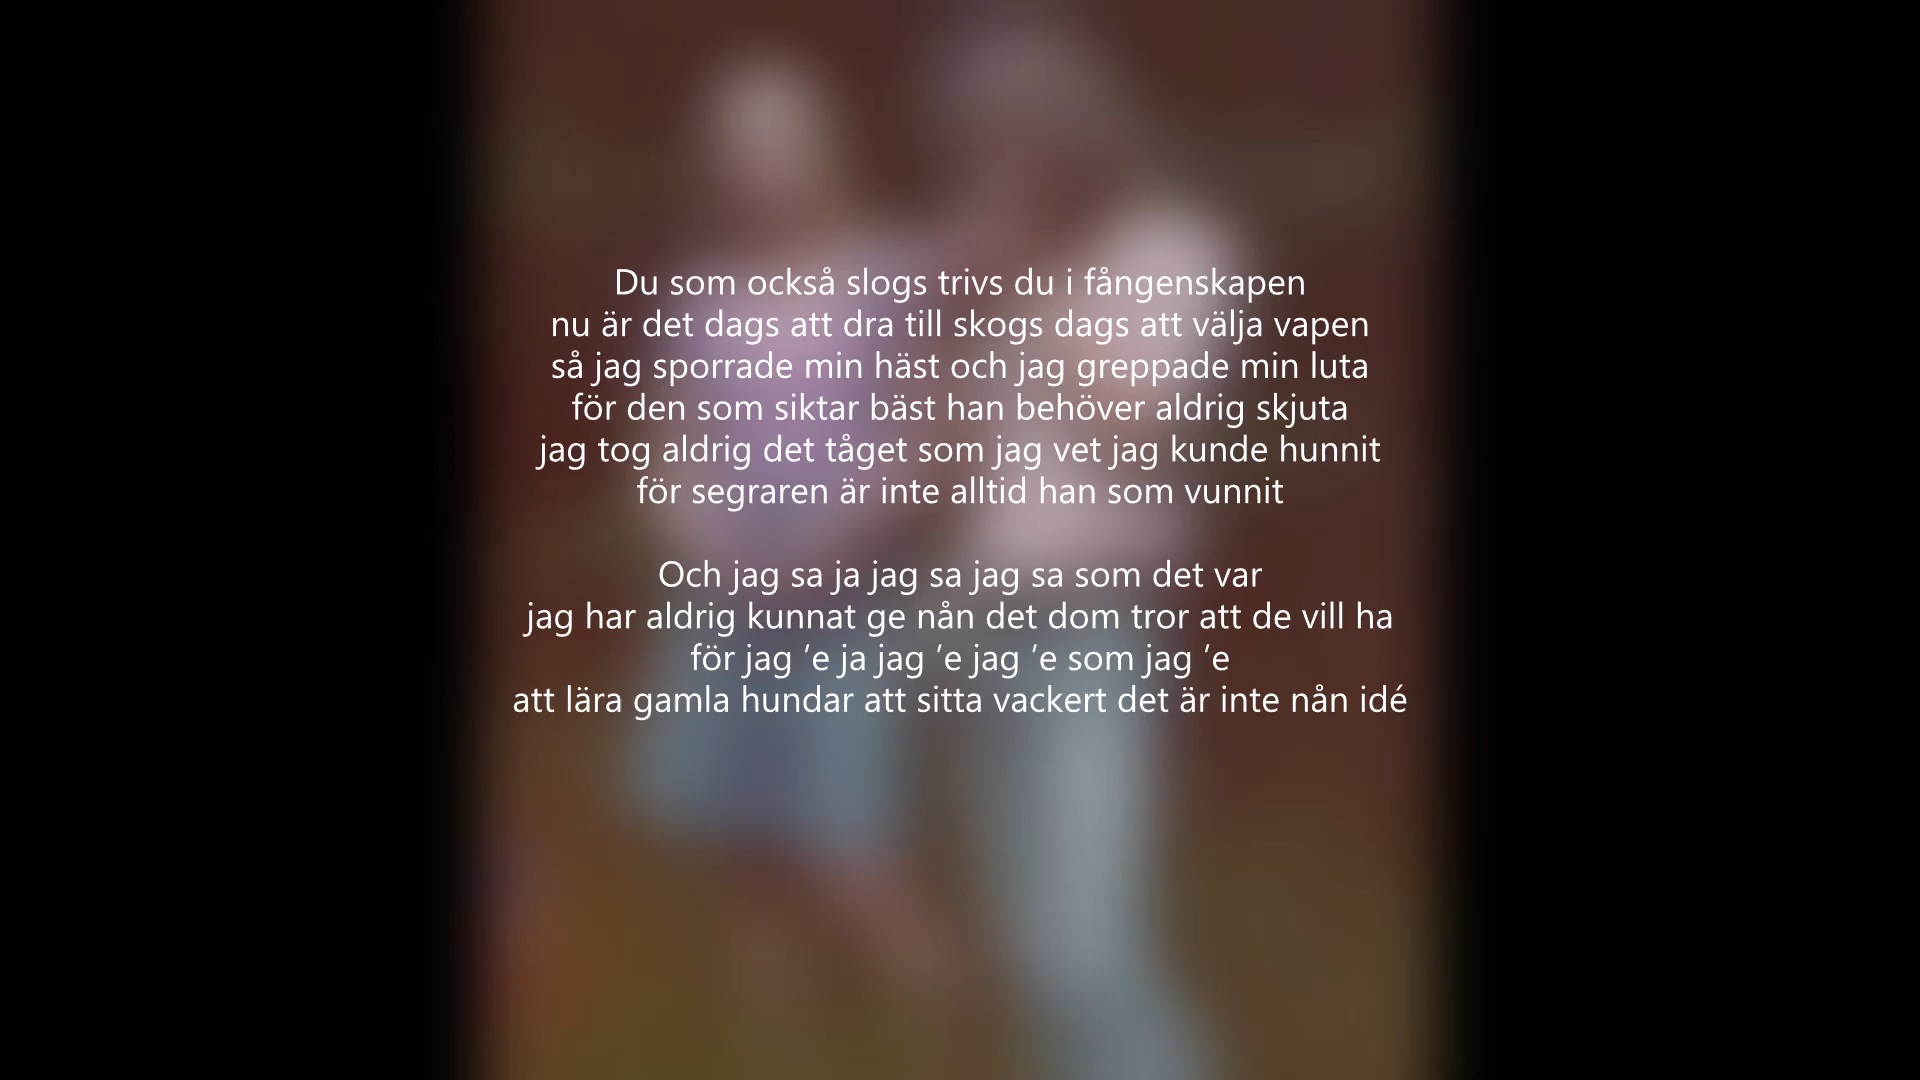 Du som också slogs trivs du i fångenskapen
nu är det dags att dra till skogs dags att välja vapen
så jag sporrade min häst och jag greppade min luta
för den som siktar bäst han behöver aldrig skjuta
jag tog aldrig det tåget som jag vet jag kunde hunnit
för segraren är inte alltid han som vunnit

Och jag sa ja jag sa jag sa som det var
jag har aldrig kunnat ge nån det dom tror att de vill ha
för jag ’e ja jag ’e jag ’e som jag ’e
att lära gamla hundar att sitta vackert det är inte nån idé